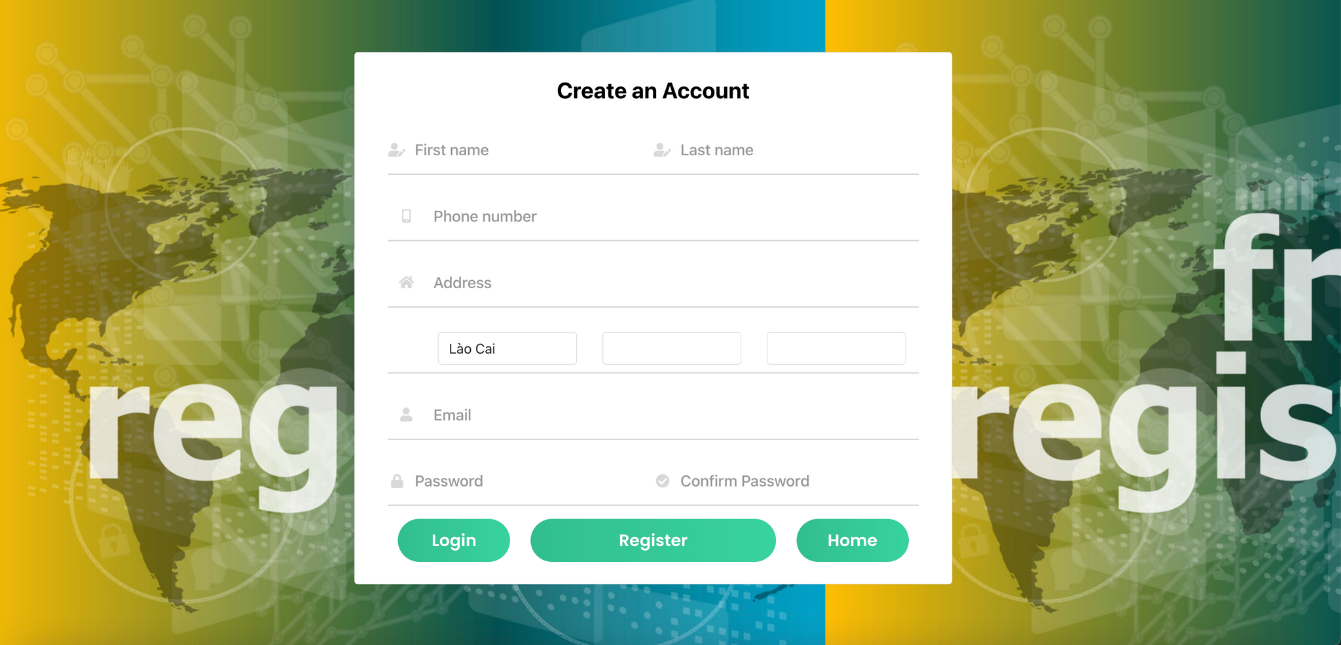 Create an Account
First name Last name
Phone number
Address
Lào Cai
Email
Password Confirm Password
Login Register Home
reg
fr
regis